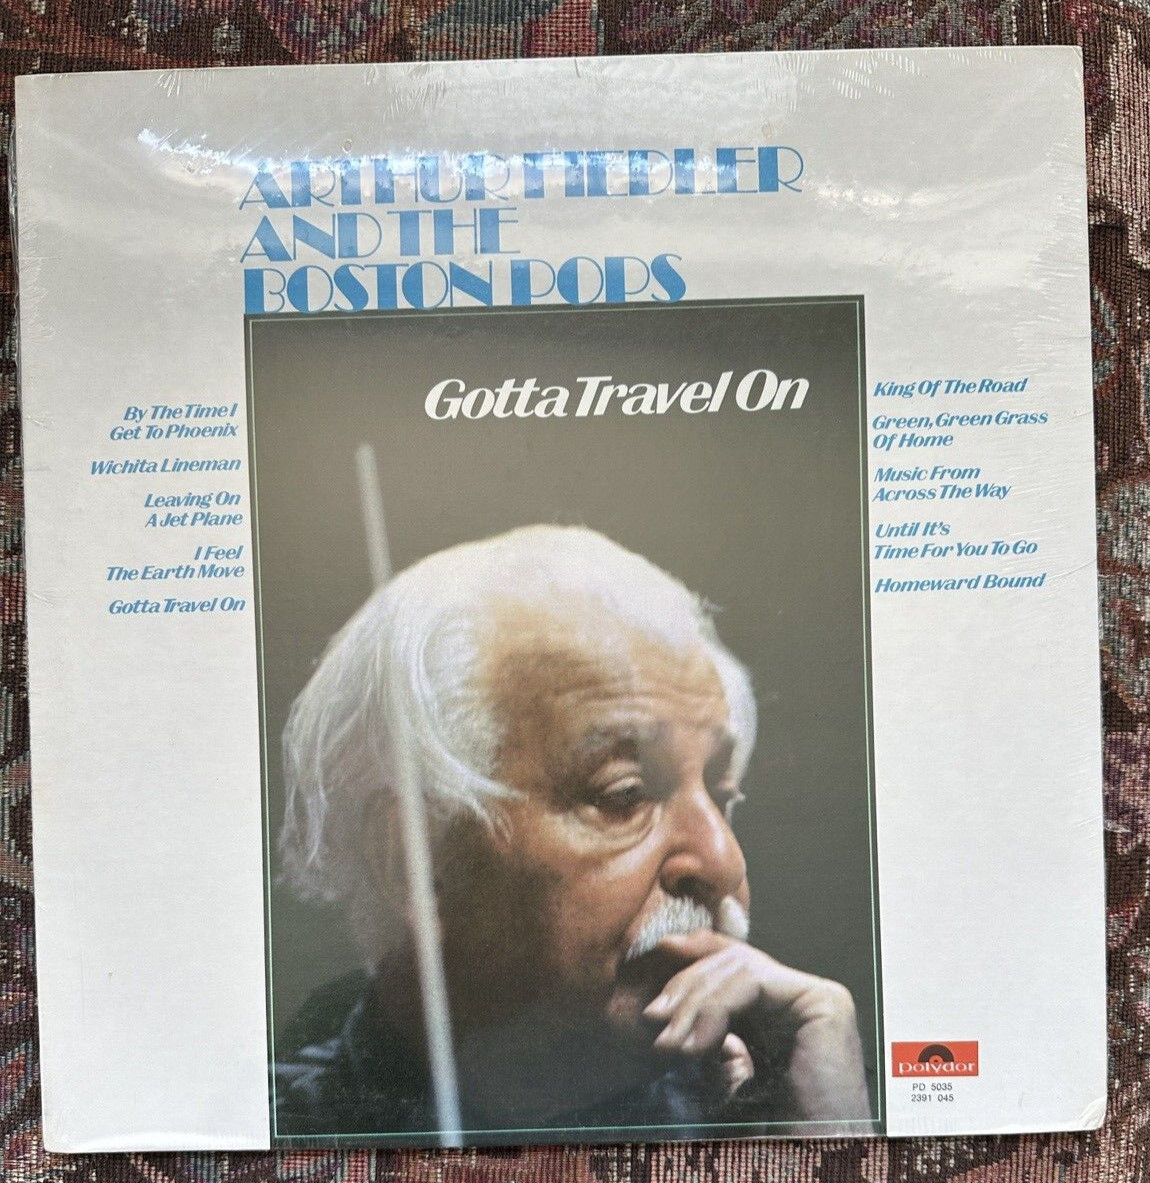 ARTHUR FIEDLER
AND THE
BOSTON POPS
Gotta Travel On
By The Time I
Get To Phoenix
Wichita Lineman
Leaving On
A Jet Plane
I Feel
The Earth Move
Gotta Travel On
King Of The Road
Green, Green Grass
Of Home
Music From
Across The Way
Until It's
Time For You To Go
Homeward Bound
Polydor
PD 5035
2391 045